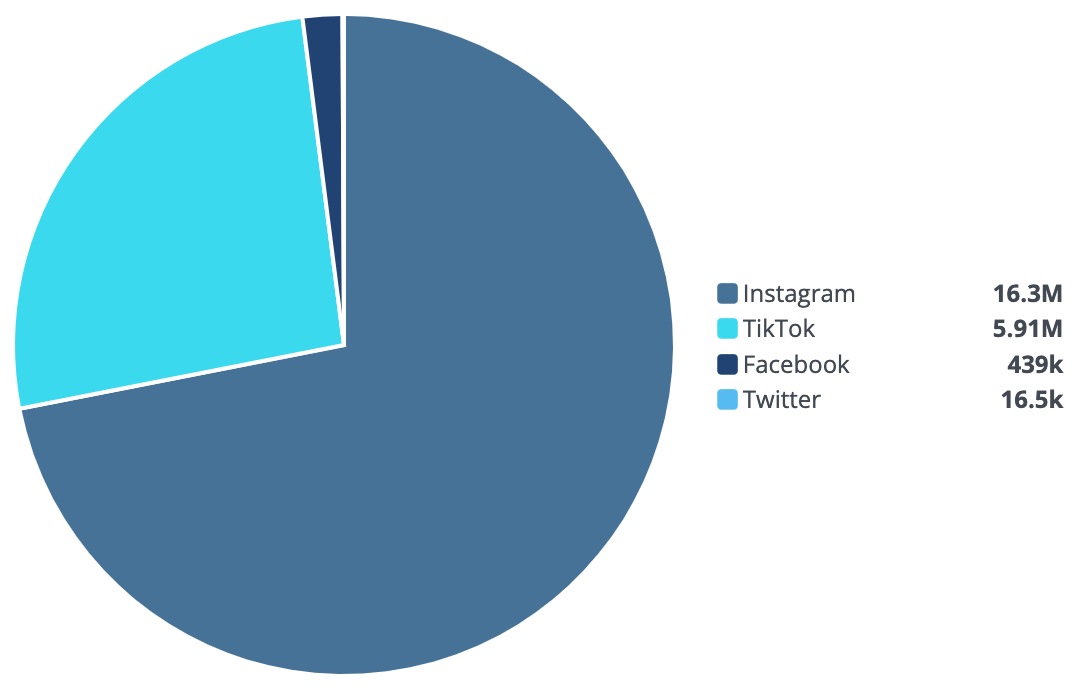 Instagram 16.3M
TikTok 5.91M
Facebook 439k
Twitter 16.5k